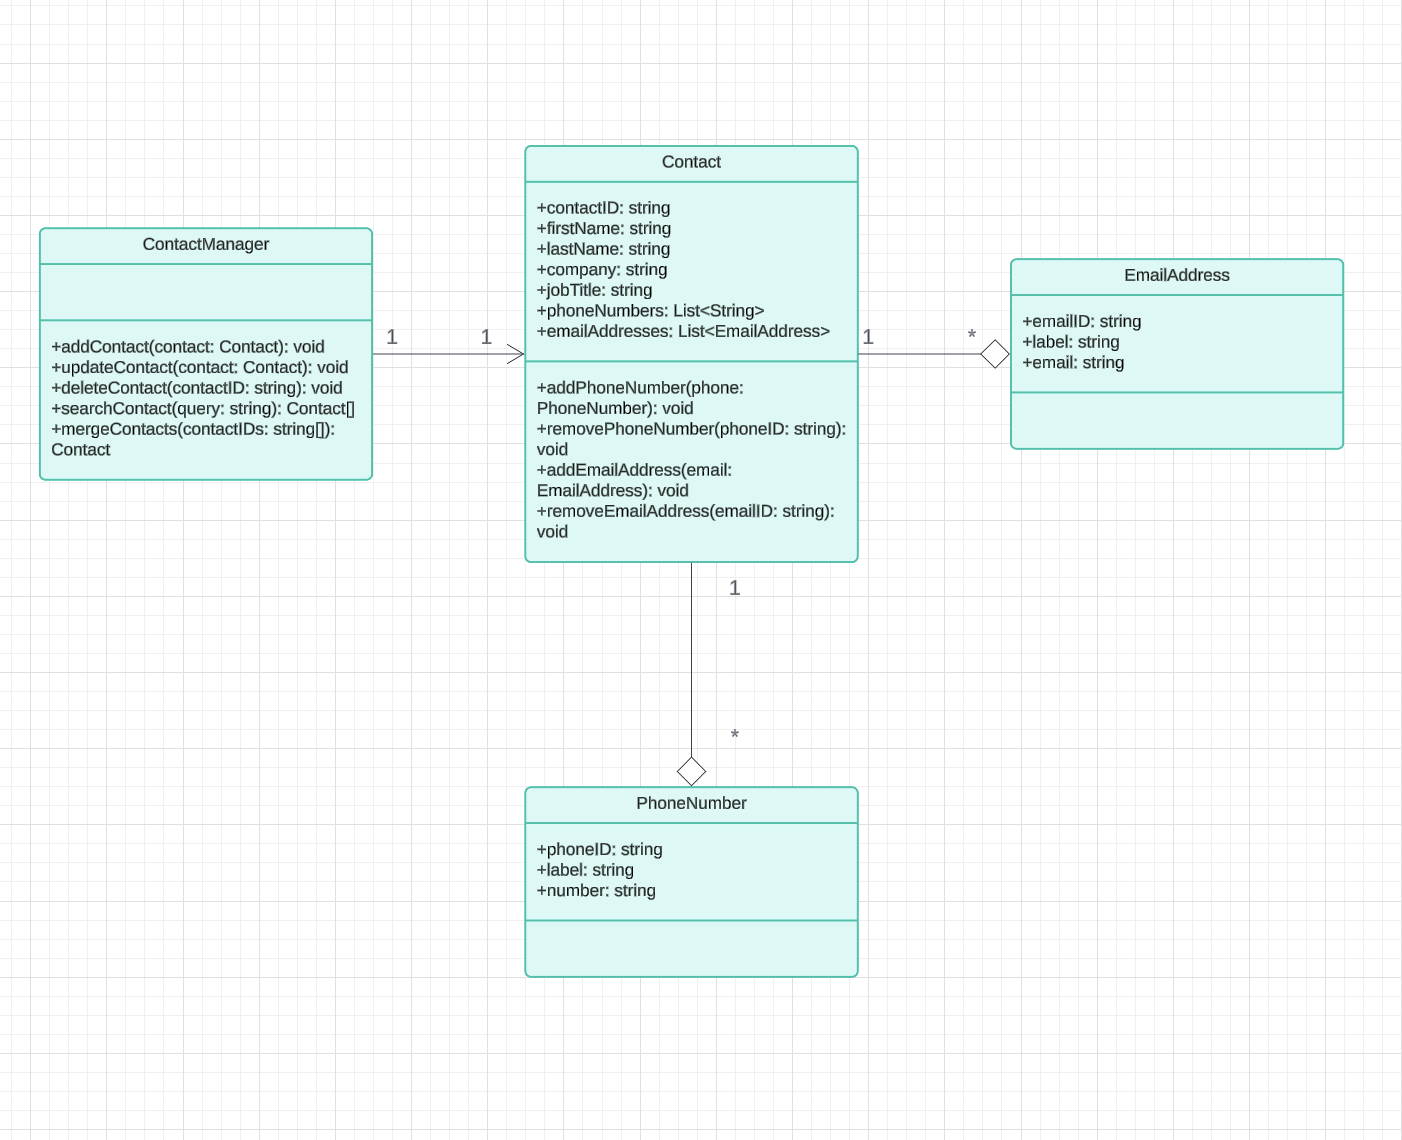 Contact
+contactID: string
+firstName: string
+lastName: string
+company: string
+jobTitle: string
+phoneNumbers: List<String>
+emailAddresses: List<EmailAddress>
+addPhoneNumber(phone:
PhoneNumber): void
+removePhoneNumber(phoneID: string):
void
+addEmailAddress(email:
EmailAddress): void
+removeEmailAddress(emailID: string):
void
ContactManager
+addContact(contact: Contact): void
+updateContact(contact: Contact): void
+deleteContact(contactID: string): void
+searchContact(query: string): Contact[]
+mergeContacts(contactIDs: string[]):
Contact
1
1
1
*
EmailAddress
+emailID: string
+label: string
+email: string
1
*
PhoneNumber
+phoneID: string
+label: string
+number: string